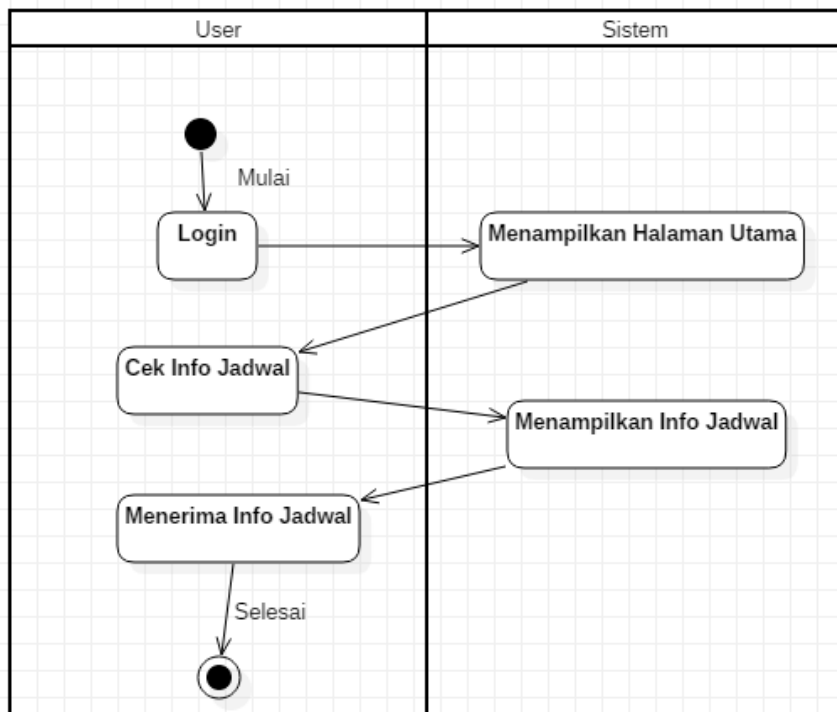 User
Sistem
Mulai
Login
Menampilkan Halaman Utama
Cek Info Jadwal
Menampilkan Info Jadwal
Menerima Info Jadwal
Selesai